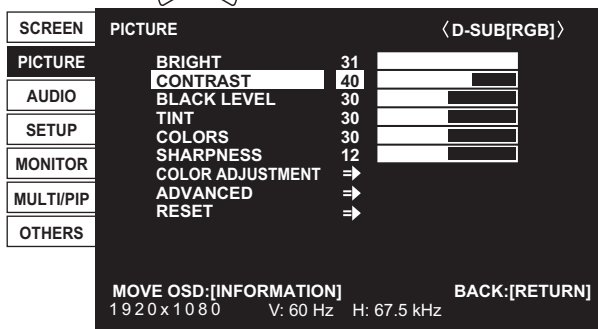 SCREEN
PICTURE
AUDIO
SETUP
MONITOR
MULTI/PIP
OTHERS
PICTURE 〈D-SUB[RGB]〉
BRIGHT 31
CONTRAST 40
BLACK LEVEL 30
TINT 30
COLORS 30
SHARPNESS 12
COLOR ADJUSTMENT
ADVANCED
RESET
MOVE OSD:[INFORMATION] BACK:[RETURN]
1920x1080 V: 60 Hz H: 67.5 kHz